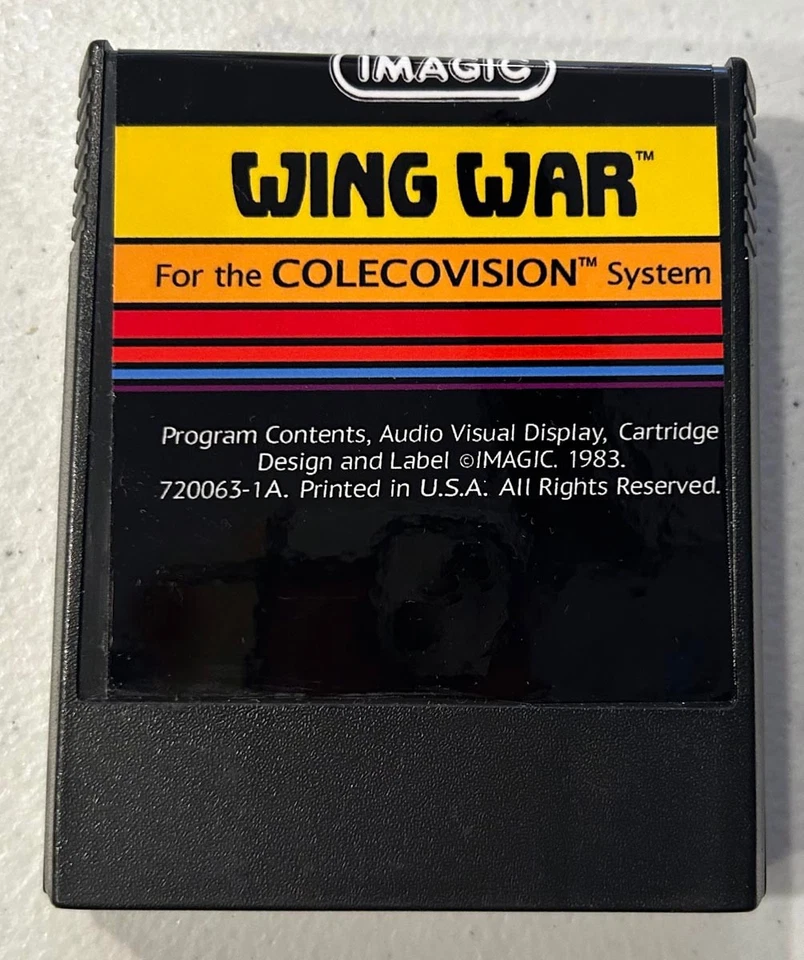 IMAGIC
WING WAR™
For the COLECOVISION™ System
Program Contents, Audio Visual Display, Cartridge
Design and Label ©IMAGIC. 1983.
720063-1A. Printed in U.S.A. All Rights Reserved.